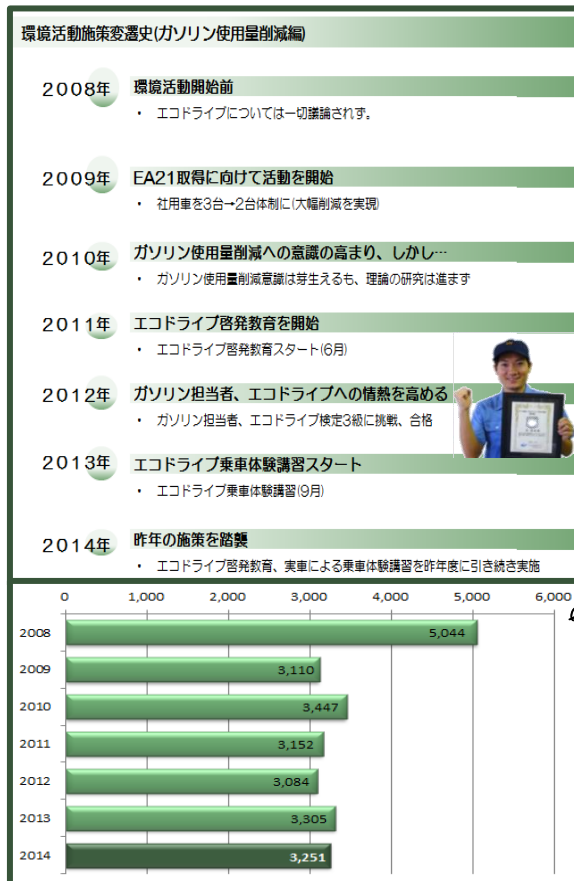 環境活動施策変遷史(ガソリン使用量削減編)
2008年 環境活動開始前
・ エコドライブについては一切議論されず。
2009年 EA21取得に向けて活動を開始
・ 社用車を3台→2台体制に(大幅削減を実現)
2010年 ガソリン使用量削減への意識の高まり、しかし…
・ ガソリン使用量削減意識は芽生えるも、理論の研究は進まず
2011年 エコドライブ啓発教育を開始
・ エコドライブ啓発教育スタート(6月)
2012年 ガソリン担当者、エコドライブへの情熱を高める
・ ガソリン担当者、エコドライブ検定3級に挑戦、合格
2013年 エコドライブ乗車体験講習スタート
・ エコドライブ乗車体験講習(9月)
2014年 昨年の施策を踏襲
・ エコドライブ啓発教育、実車による乗車体験講習を昨年度に引き続き実施
0 1,000 2,000 3,000 4,000 5,000 6,000
2008 5,044
2009 3,110
2010 3,447
2011 3,152
2012 3,084
2013 3,305
2014 3,251